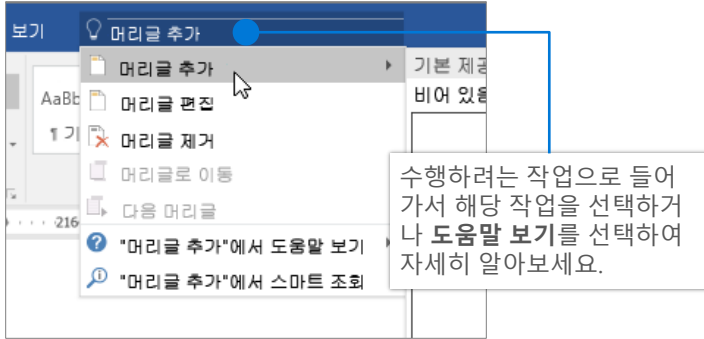 보기
머리글 추가
머리글 추가
기본 제공
머리글 편집
비어 있음
AaBb
¶ 기
머리글 제거
머리글로 이동
다음 머리글
216
"머리글 추가"에서 도움말 보기
"머리글 추가"에서 스마트 조회
수행하려는 작업으로 들어
가서 해당 작업을 선택하거
나 도움말 보기를 선택하여
자세히 알아보세요.